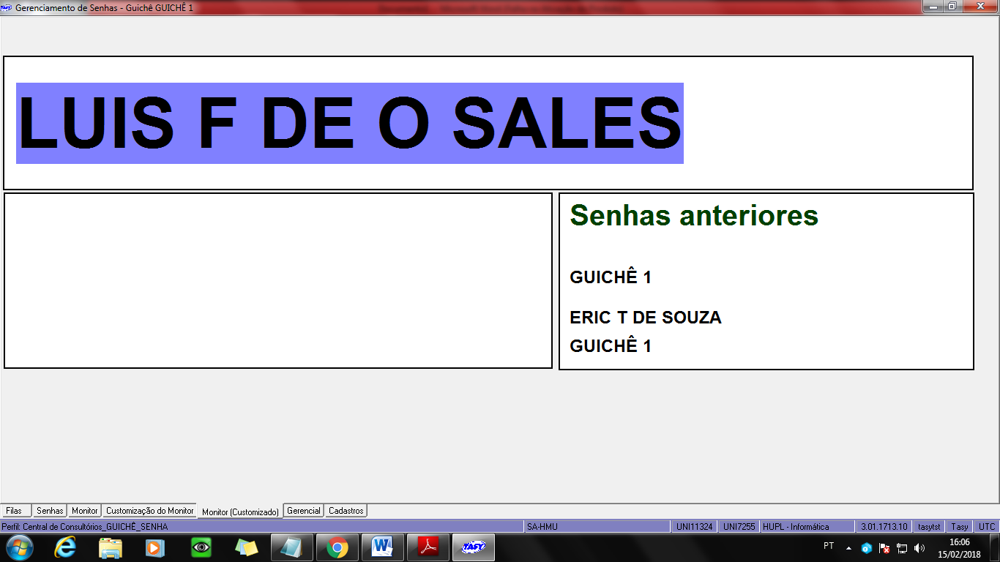 Gerenciamento de Senhas - Guichê GUICHÊ 1
LUIS F DE O SALES
Senhas anteriores
GUICHÊ 1
ERIC T DE SOUZA
GUICHÊ 1
Filas Senhas Monitor Customização do Monitor Monitor (Customizado) Gerencial Cadastros
Perfil: Central de Consultórios_GUICHÊ_SENHA SA-HMU UNI11324 UNI7255 HUPL - Informática 3.01.1713.10 tasytst Tasy UTC
TASY
PT
16:06
15/02/2018